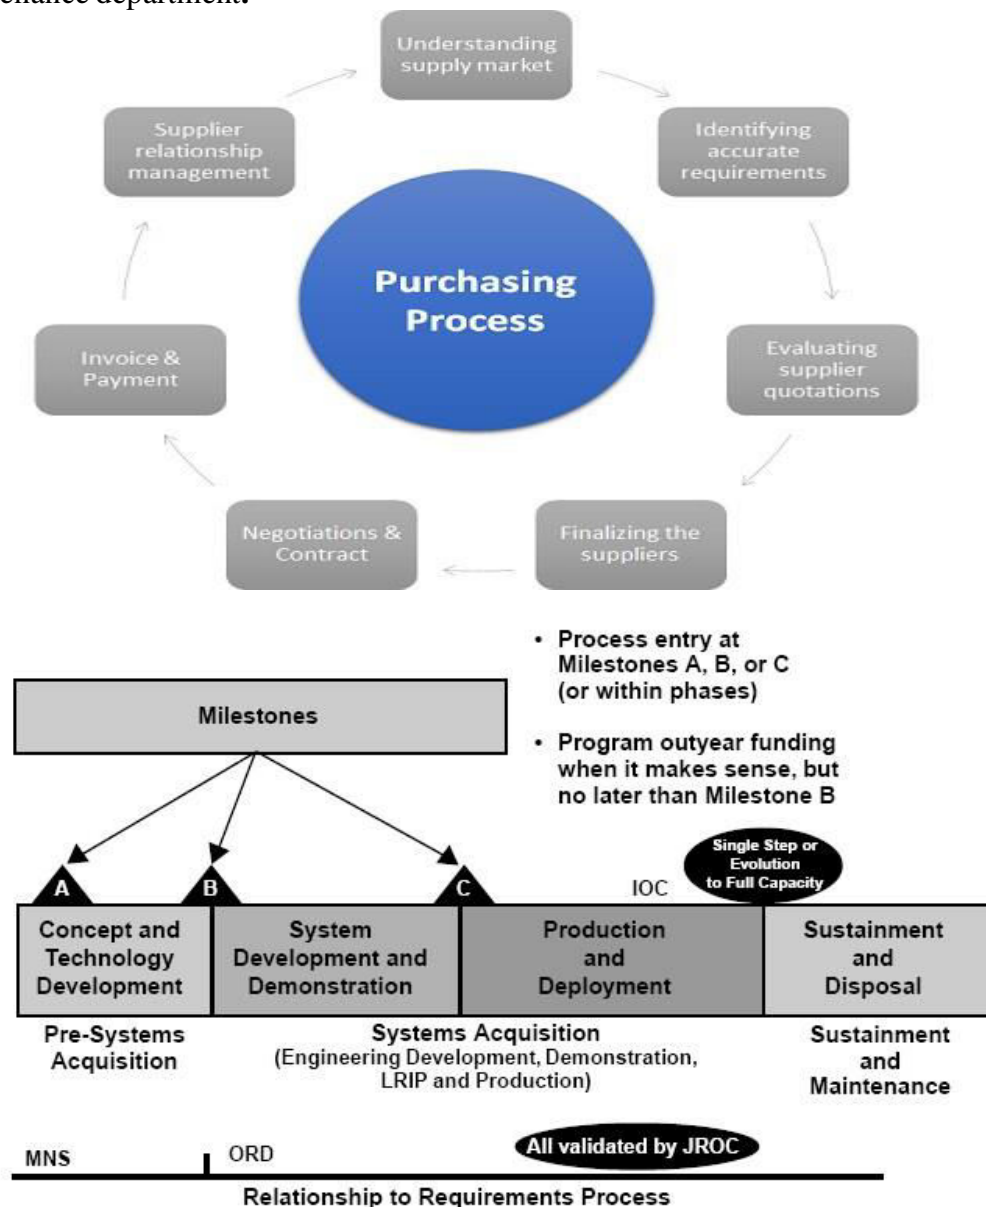 enance department.
Understanding
supply market
Supplier
relationship
management
Identifying
accurate
requirements
Purchasing
Process
Invoice &
Payment
Evaluating
supplier
quotations
Negotiations &
Contract
Finalizing the
suppliers
• Process entry at
Milestones A, B, or C
(or within phases)
Milestones
• Program outyear funding
when it makes sense, but
no later than Milestone B
Single Step or
Evolution
to Full Capacity
A
B
C
IOC
Concept and
Technology
Development
System
Development and
Demonstration
Production
and
Deployment
Sustainment
and
Disposal
Pre-Systems
Acquisition
Systems Acquisition
(Engineering Development, Demonstration,
LRIP and Production)
Sustainment
and
Maintenance
MNS
ORD
All validated by JROC
Relationship to Requirements Process